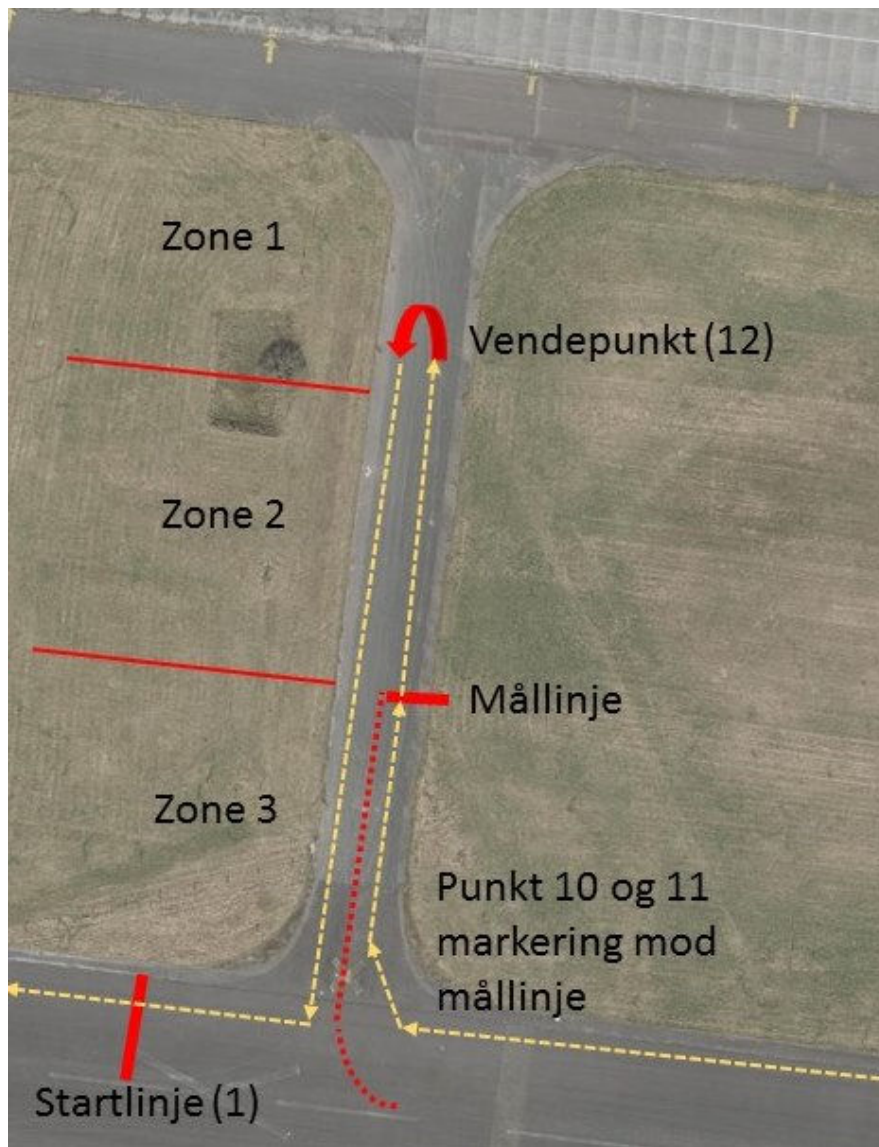 Zone 1
Vendepunkt (12)
Zone 2
Mållinje
Zone 3
Punkt 10 og 11
markering mod
mållinje
Startlinje (1)